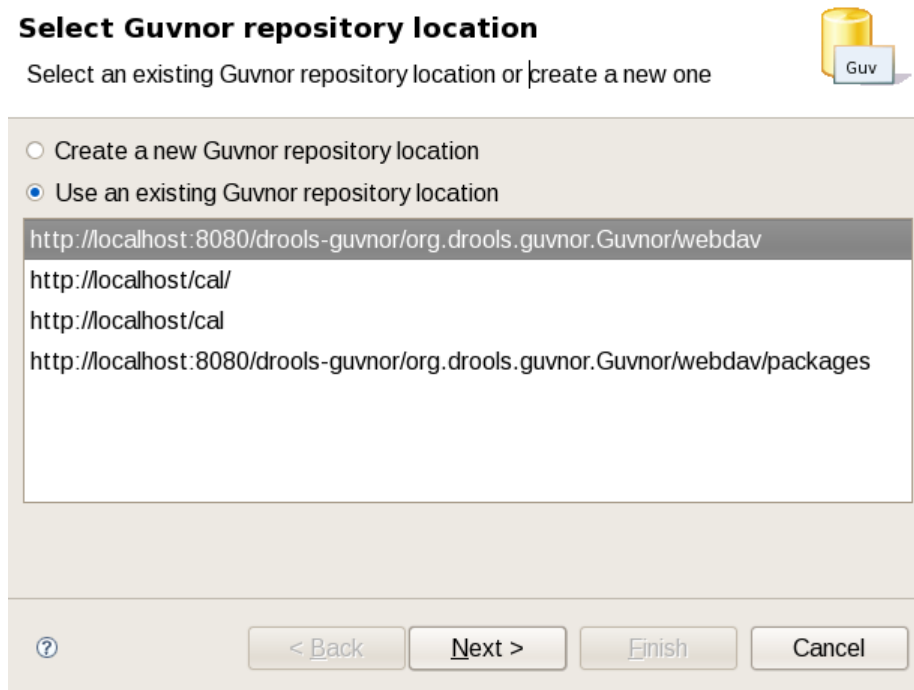 Select Guvnor repository location
Select an existing Guvnor repository location or create a new one
Guv
Create a new Guvnor repository location
Use an existing Guvnor repository location
http://localhost:8080/drools-guvnor/org.drools.guvnor.Guvnor/webdav
http://localhost/cal/
http://localhost/cal
http://localhost:8080/drools-guvnor/org.drools.guvnor.Guvnor/webdav/packages
? < Back Next > Finish Cancel